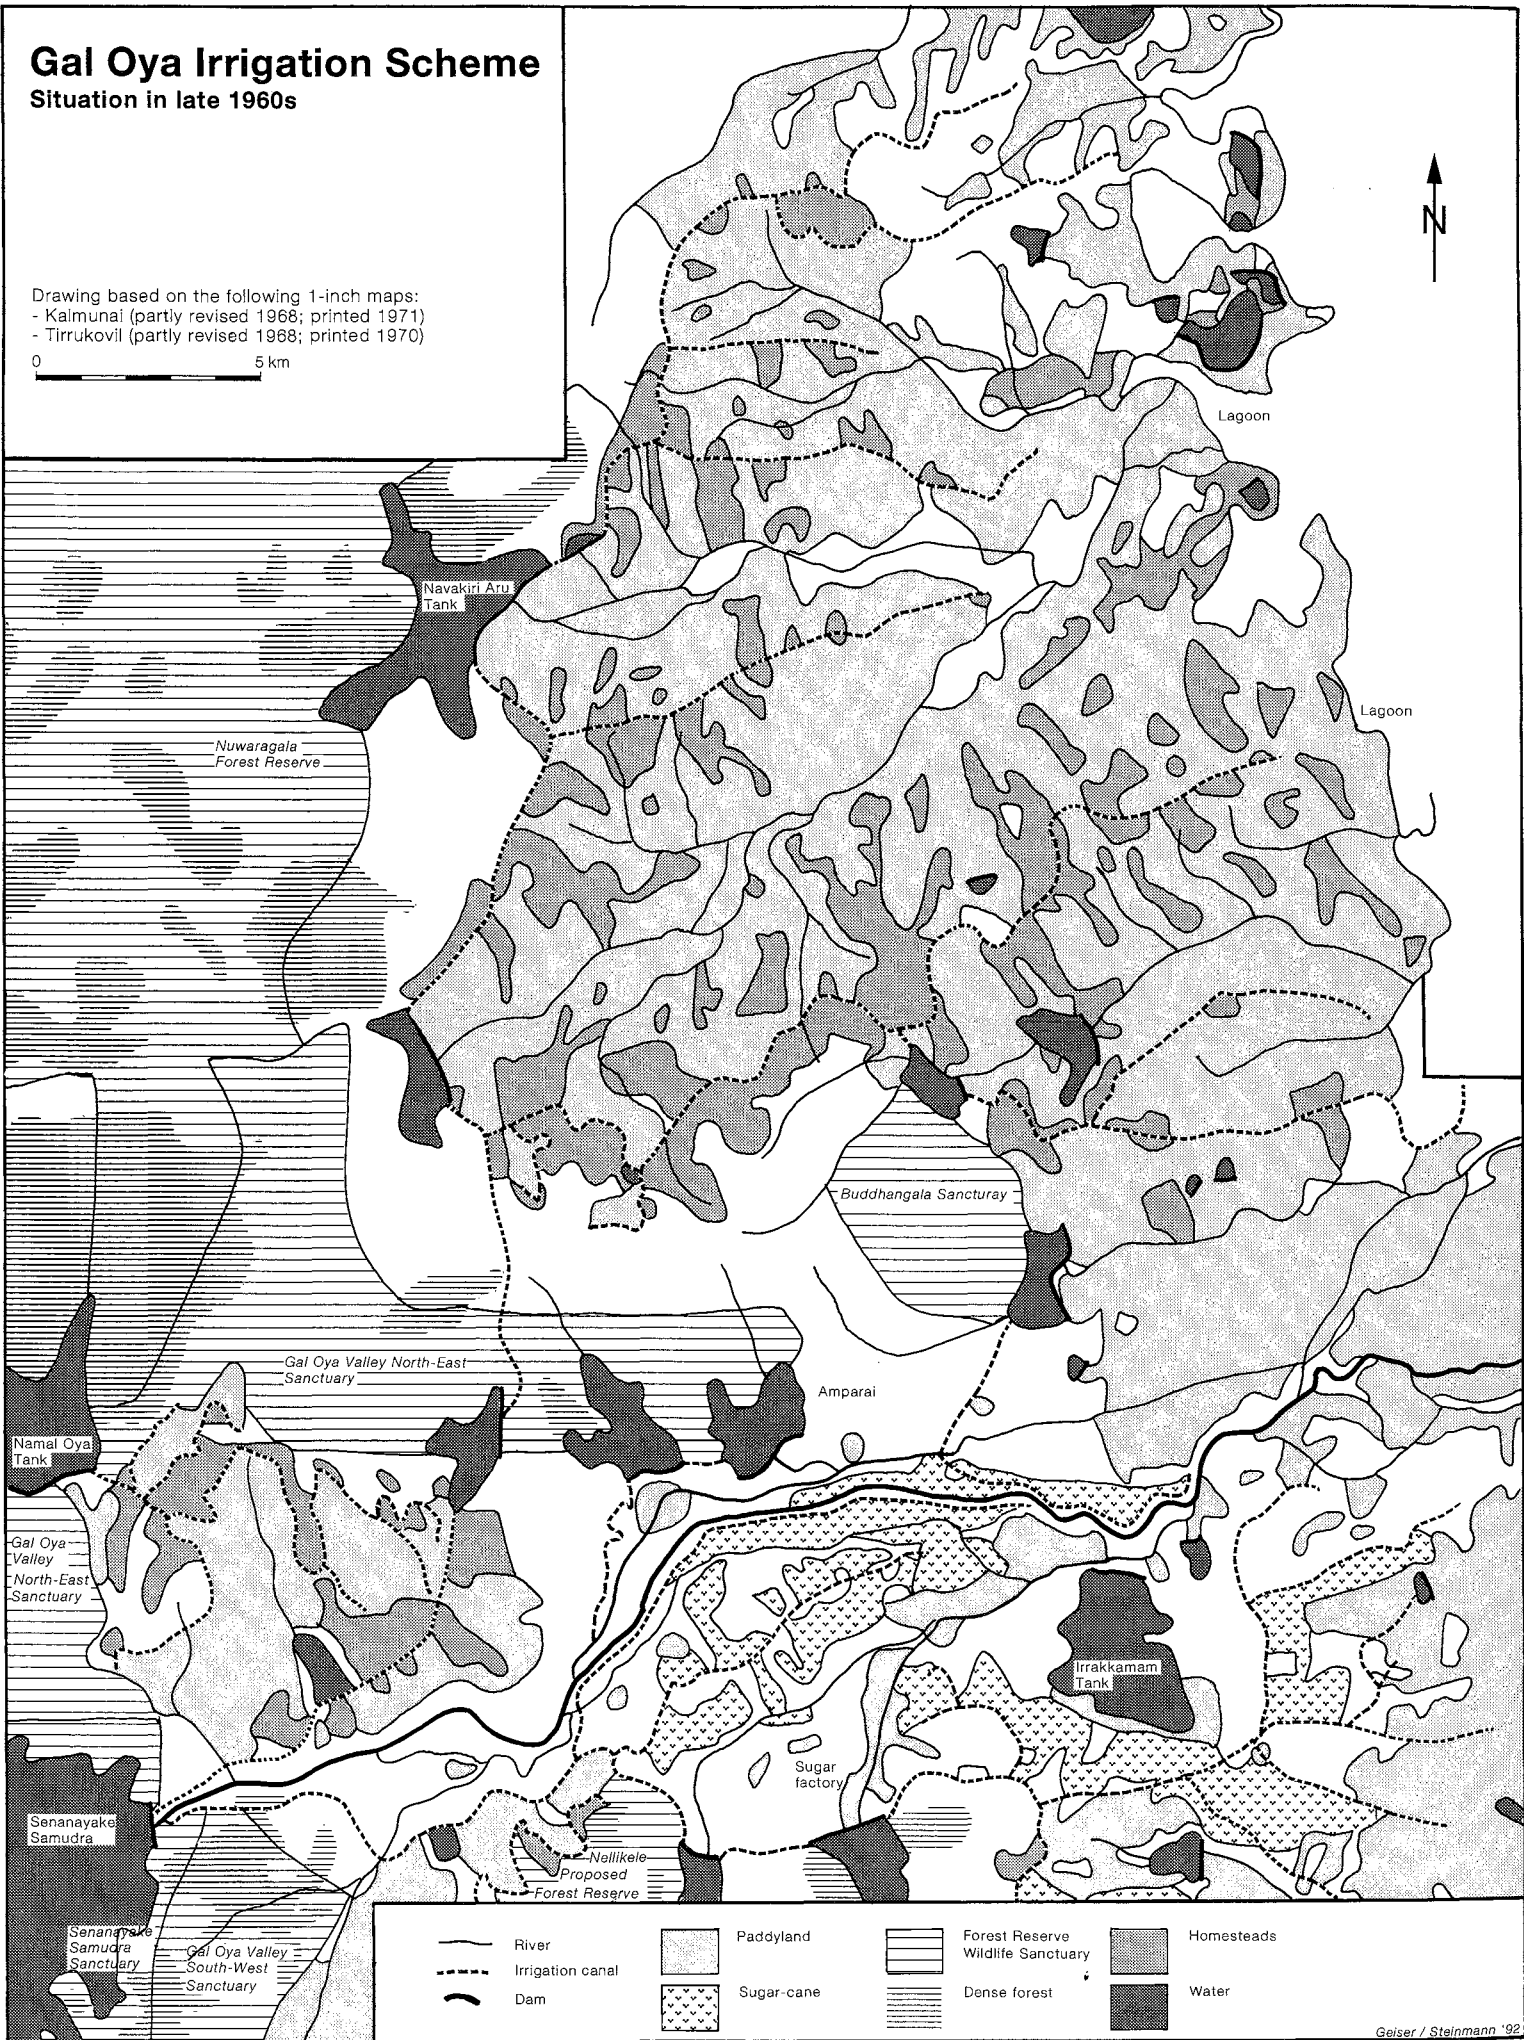 Gal Oya Irrigation Scheme
Situation in late 1960s
Drawing based on the following 1-inch maps:
- Kalmunai (partly revised 1968; printed 1971)
- Tirrukovil (partly revised 1968; printed 1970)
0 5 km
N
Lagoon
Navakiri Aru
Tank
Lagoon
Nuwaragala
Forest Reserve
Buddhangala Sancturay
Gal Oya Valley North-East
Sanctuary
Amparai
Namal Oya
Tank
Gal Oya
Valley
North-East
Sanctuary
Irrakkamam
Tank
Sugar
factory
Senanayake
Samudra
Nellikele
Proposed
Forest Reserve
Senanayake
Samudra
Sanctuary
Gal Oya Valley
South-West
Sanctuary
River
Irrigation canal
Dam
Paddyland
Sugar-cane
Forest Reserve
Wildlife Sanctuary
Dense forest
Homesteads
Water
Geiser / Steinmann '92